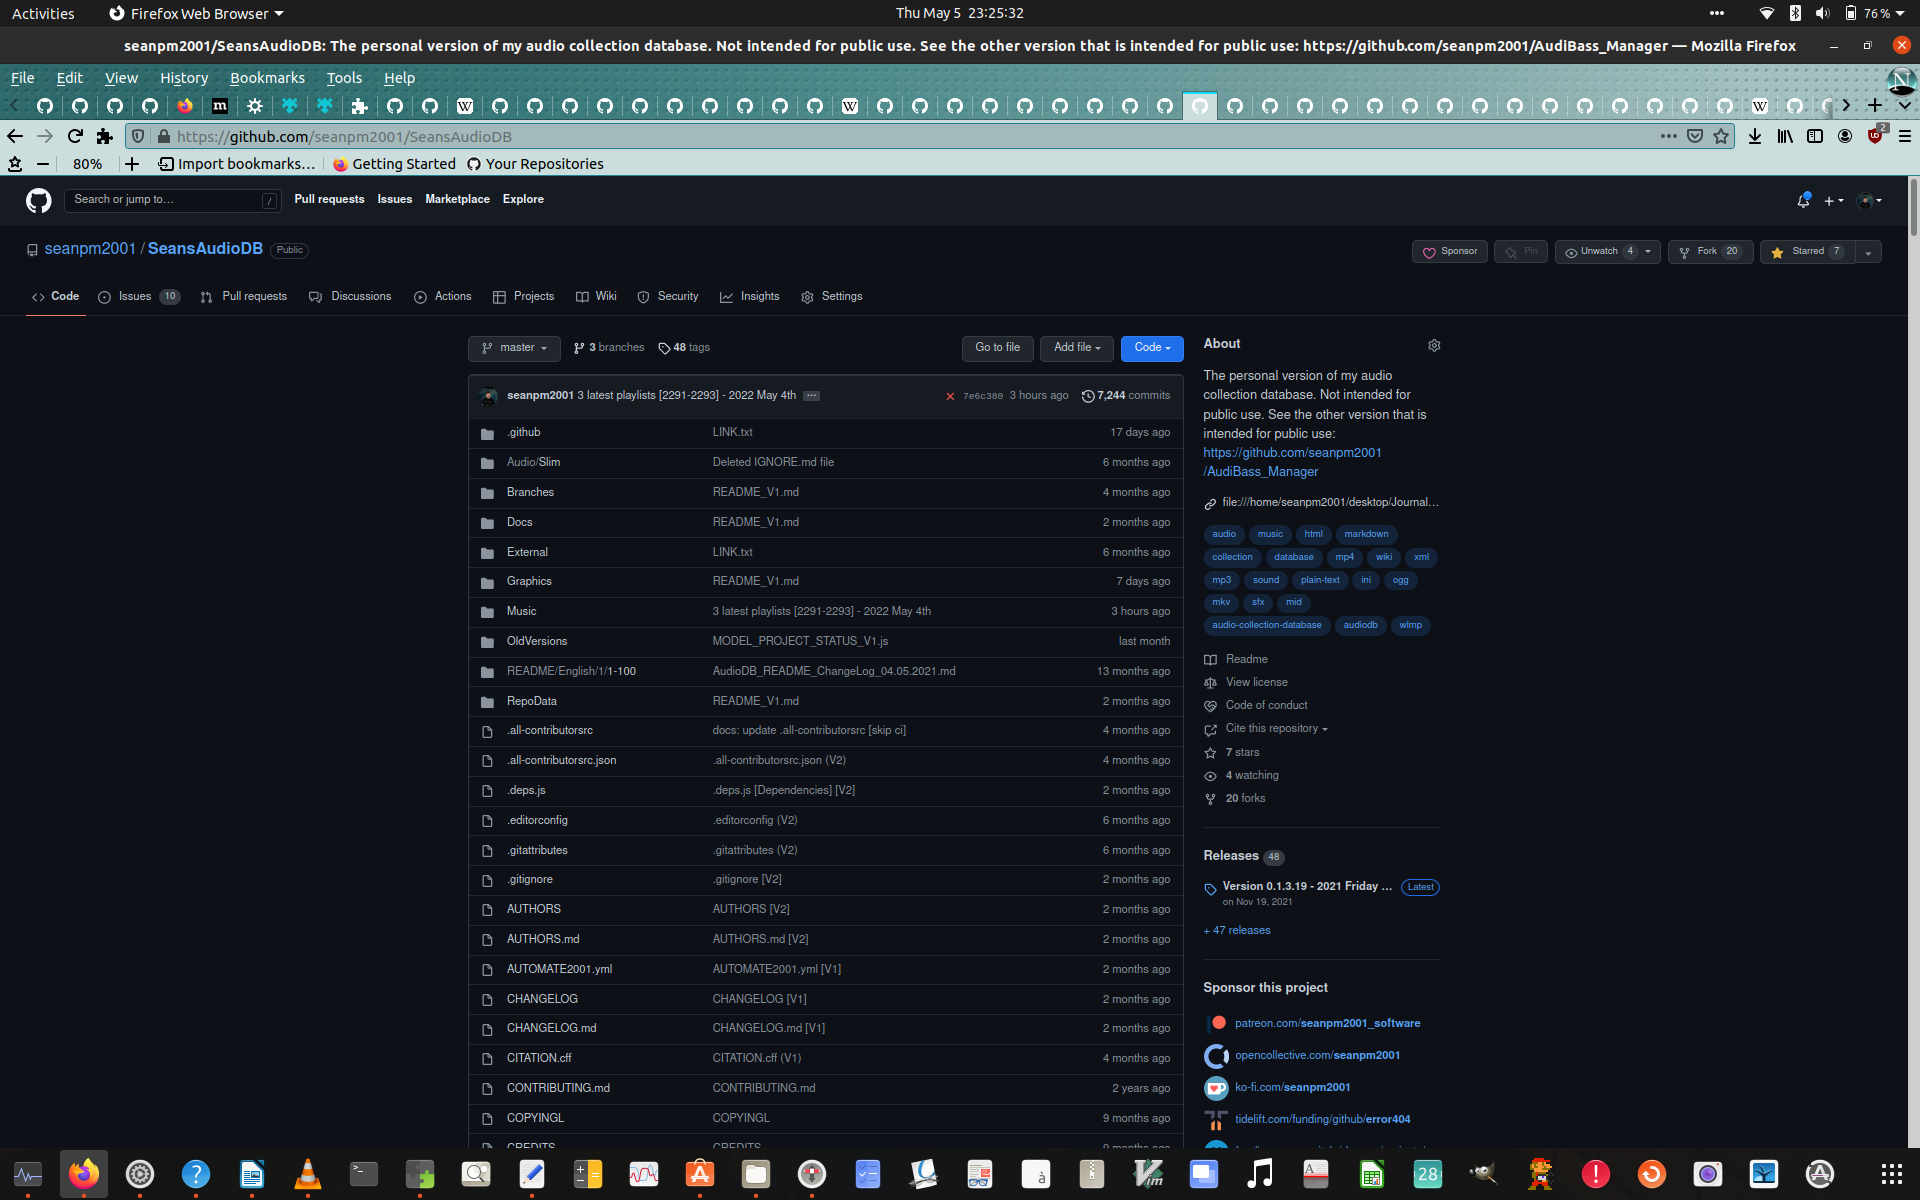 Activities
Firefox Web Browser
Thu May 5 23:25:32
76 %
seanpm2001/SeansAudioDB: The personal version of my audio collection database. Not intended for public use. See the other version that is intended for public use: https://github.com/seanpm2001/AudiBass_Manager — Mozilla Firefox
File Edit View History Bookmarks Tools Help
https://github.com/seanpm2001/SeansAudioDB
2
80%
Import bookmarks…
Getting Started
Your Repositories
Search or jump to…
/
Pull requests Issues Marketplace Explore
seanpm2001 / SeansAudioDB Public
Sponsor
Pin
Unwatch 4
Fork 20
Starred 7
Code
Issues 10
Pull requests
Discussions
Actions
Projects
Wiki
Security
Insights
Settings
master
3 branches
48 tags
Go to file
Add file
Code
seanpm2001 3 latest playlists [2291-2293] - 2022 May 4th ... 7e6c380 3 hours ago 7,244 commits
.github LINK.txt 17 days ago
Audio/Slim Deleted IGNORE.md file 6 months ago
Branches README_V1.md 4 months ago
Docs README_V1.md 2 months ago
External LINK.txt 6 months ago
Graphics README_V1.md 7 days ago
Music 3 latest playlists [2291-2293] - 2022 May 4th 3 hours ago
OldVersions MODEL_PROJECT_STATUS_V1.js last month
README/English/1/1-100 AudioDB_README_ChangeLog_04.05.2021.md 13 months ago
RepoData README_V1.md 2 months ago
.all-contributorsrc docs: update .all-contributorsrc [skip ci] 4 months ago
.all-contributorsrc.json .all-contributorsrc.json (V2) 4 months ago
.deps.js .deps.js [Dependencies] [V2] 2 months ago
.editorconfig .editorconfig (V2) 6 months ago
.gitattributes .gitattributes (V2) 6 months ago
.gitignore .gitignore [V2] 2 months ago
AUTHORS AUTHORS [V2] 2 months ago
AUTHORS.md AUTHORS.md [V2] 2 months ago
AUTOMATE2001.yml AUTOMATE2001.yml [V1] 2 months ago
CHANGELOG CHANGELOG [V1] 2 months ago
CHANGELOG.md CHANGELOG.md [V1] 2 months ago
CITATION.cff CITATION.cff (V1) 4 months ago
CONTRIBUTING.md CONTRIBUTING.md 2 years ago
COPYINGL COPYINGL 9 months ago
CREDITS CREDITS 9 months ago
About
The personal version of my audio
collection database. Not intended for
public use. See the other version that is
intended for public use:
https://github.com/seanpm2001
/AudiBass_Manager
file:///home/seanpm2001/desktop/Journal…
audio music html markdown
collection database mp4 wiki xml
mp3 sound plain-text ini ogg
mkv sfx mid
audio-collection-database audiodb wlmp
Readme
View license
Code of conduct
Cite this repository
7 stars
4 watching
20 forks
Releases 48
Version 0.1.3.19 - 2021 Friday ... Latest
on Nov 19, 2021
+ 47 releases
Sponsor this project
patreon.com/seanpm2001_software
opencollective.com/seanpm2001
ko-fi.com/seanpm2001
tidelift.com/funding/github/error404
28